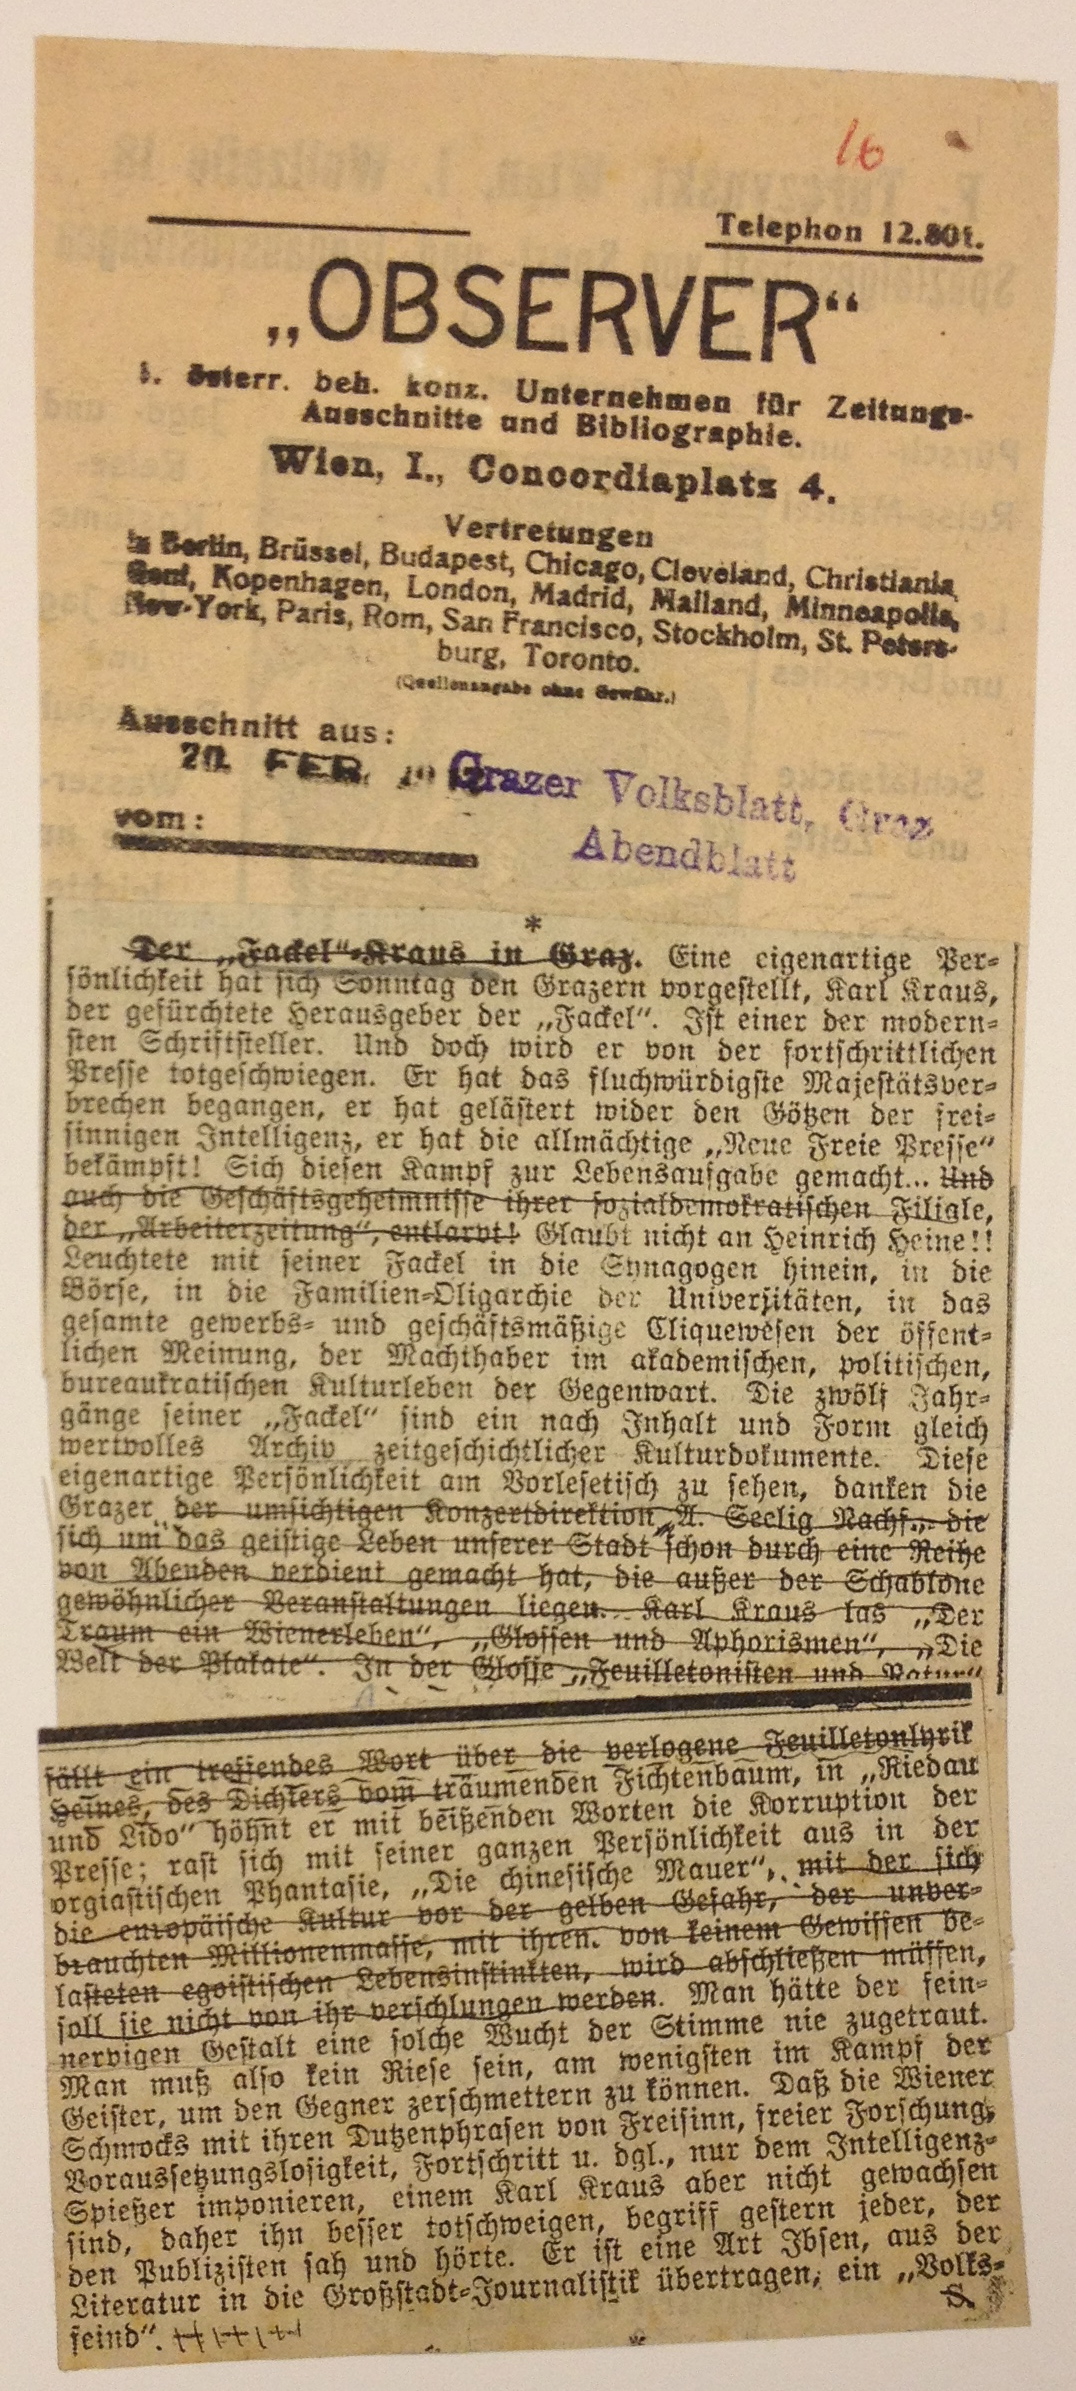 16
Telephon 12.801.
„OBSERVER“
I. österr. beh. konz. Unternehmen für Zeitungs-
Ausschnitte und Bibliographie.
Wien, I., Concordiaplatz 4.
Vertretungen
in Berlin, Brüssel, Budapest, Chicago, Cleveland, Christiania,
Genf, Kopenhagen, London, Madrid, Mailand, Minneapolis,
New-York, Paris, Rom, San Francisco, Stockholm, St. Peters-
burg, Toronto.
(Quellenangabe ohne Gewähr.)
Ausschnitt aus:
20. FEB. Grazer Volksblatt, Graz
Abendblatt
vom:
*
Der „Fackel“-Kraus in Graz. Eine eigenartige Per-
sönlichkeit hat sich Sonntag den Grazern vorgestellt, Karl Kraus,
der gefürchtete Herausgeber der „Fackel“. Ist einer der modern-
sten Schriftsteller. Und doch wird er von der fortschrittlichen
Presse totgeschwiegen. Er hat das fluchwürdigste Majestätsver-
brechen begangen, er hat gelästert wider den Götzen der frei-
sinnigen Intelligenz, er hat die allmächtige „Neue Freie Presse“
bekämpft! Sich diesen Kampf zur Lebensaufgabe gemacht... Und
auch die Geschäftsgeheimnisse ihrer sozialdemokratischen Filiale,
der „Arbeiterzeitung“, entlarvt! Glaubt nicht an Heinrich Heine!!
Leuchtete mit seiner Fackel in die Synagogen hinein, in die
Börse, in die Familien-Oligarchie der Universitäten, in das
gesamte gewerbs- und geschäftsmäßige Cliquewesen der öffent-
lichen Meinung, der Machthaber im akademischen, politischen,
bureaukratischen Kulturleben der Gegenwart. Die zwölf Jahr-
gänge seiner „Fackel“ sind ein nach Inhalt und Form gleich
wertvolles Archiv zeitgeschichtlicher Kulturdokumente. Diese
eigenartige Persönlichkeit am Vorlesetisch zu sehen, danken die
Grazer der umsichtigen Konzertdirektion A. Seelig Nachf., die
sich um das geistige Leben unserer Stadt schon durch eine Reihe
von Abenden verdient gemacht hat, die außer der Schablone
gewöhnlicher Veranstaltungen liegen. Karl Kraus las „Der
Traum ein Wienerleben“, „Glossen und Aphorismen“, „Die
Welt der Plakate“. In der Glosse „Feuilletonisten und Natur“
fällt ein treffendes Wort über die verlogene Feuilletonlyrik
Heines, des Dichters vom träumenden Fichtenbaum, in „Riedau
und Lido“ höhnt er mit beißenden Worten die Korruption der
Presse; rast sich mit seiner ganzen Persönlichkeit aus in der
orgiastischen Phantasie, „Die chinesische Mauer“, mit der sich
die europäische Kultur vor der gelben Gefahr, der unver-
brauchten Millionenmasse, mit ihren. von keinem Gewissen be-
lasteten egoistischen Lebensinstinkten, wird abschließen müssen,
soll sie nicht von ihr verschlungen werden. Man hätte der fein-
nervigen Gestalt eine solche Wucht der Stimme nie zugetraut.
Man muß also kein Riese sein, am wenigsten im Kampf der
Geister, um den Gegner zerschmettern zu können. Daß die Wiener
Schmocks mit ihren Dutzenphrasen von Freisinn, freier Forschung,
Voraussetzungslosigkeit, Fortschritt u. dgl., nur dem Intelligenz-
Spießer imponieren, einem Karl Kraus aber nicht gewachsen
sind, daher ihn besser totschweigen, begriff gestern jeder, der
den Publizisten sah und hörte. Er ist eine Art Ibsen, aus der
Literatur in die Großstadt-Journalistik übertragen, ein „Volks-
feind“. S.